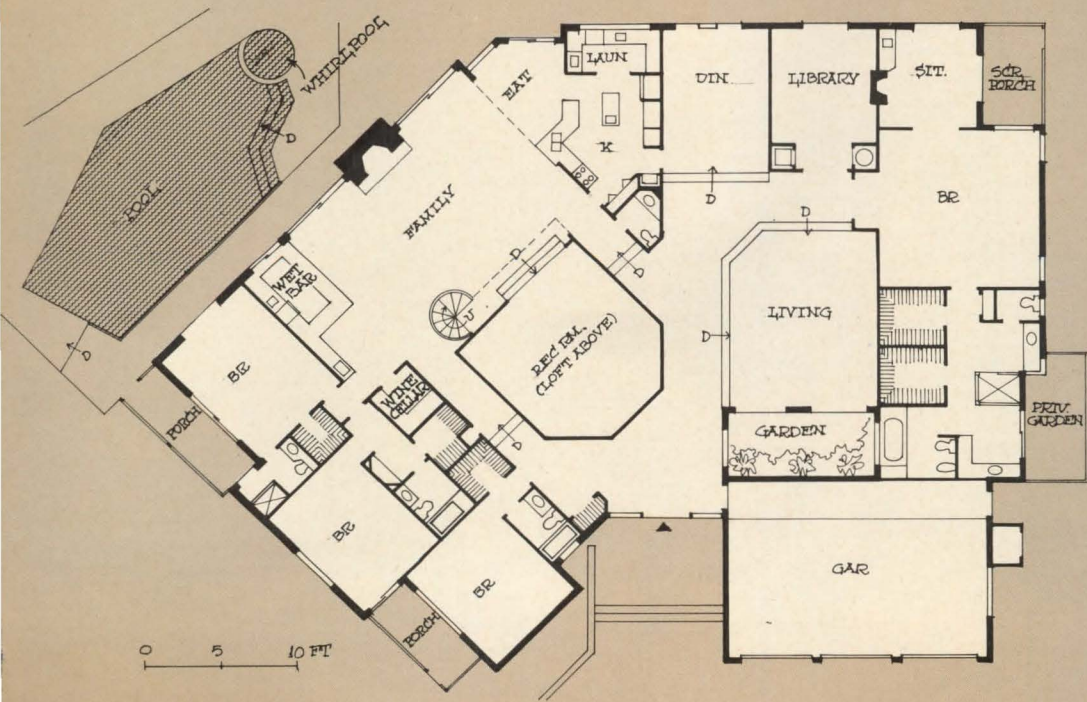 WHIRLPOOL
D
POOL
D
EAT
LAUN
K
DIN
LIBRARY
SIT.
SCR.
PORCH
FAMILY
D
D
BR
WET
BAR
U
D
D
REC RM.
(LOFT ABOVE)
D
LIVING
BR
PORCH
WINE
CELLAR
D
GARDEN
PRIV.
GARDEN
BR
BR
PORCH
GAR
0 5 10 FT